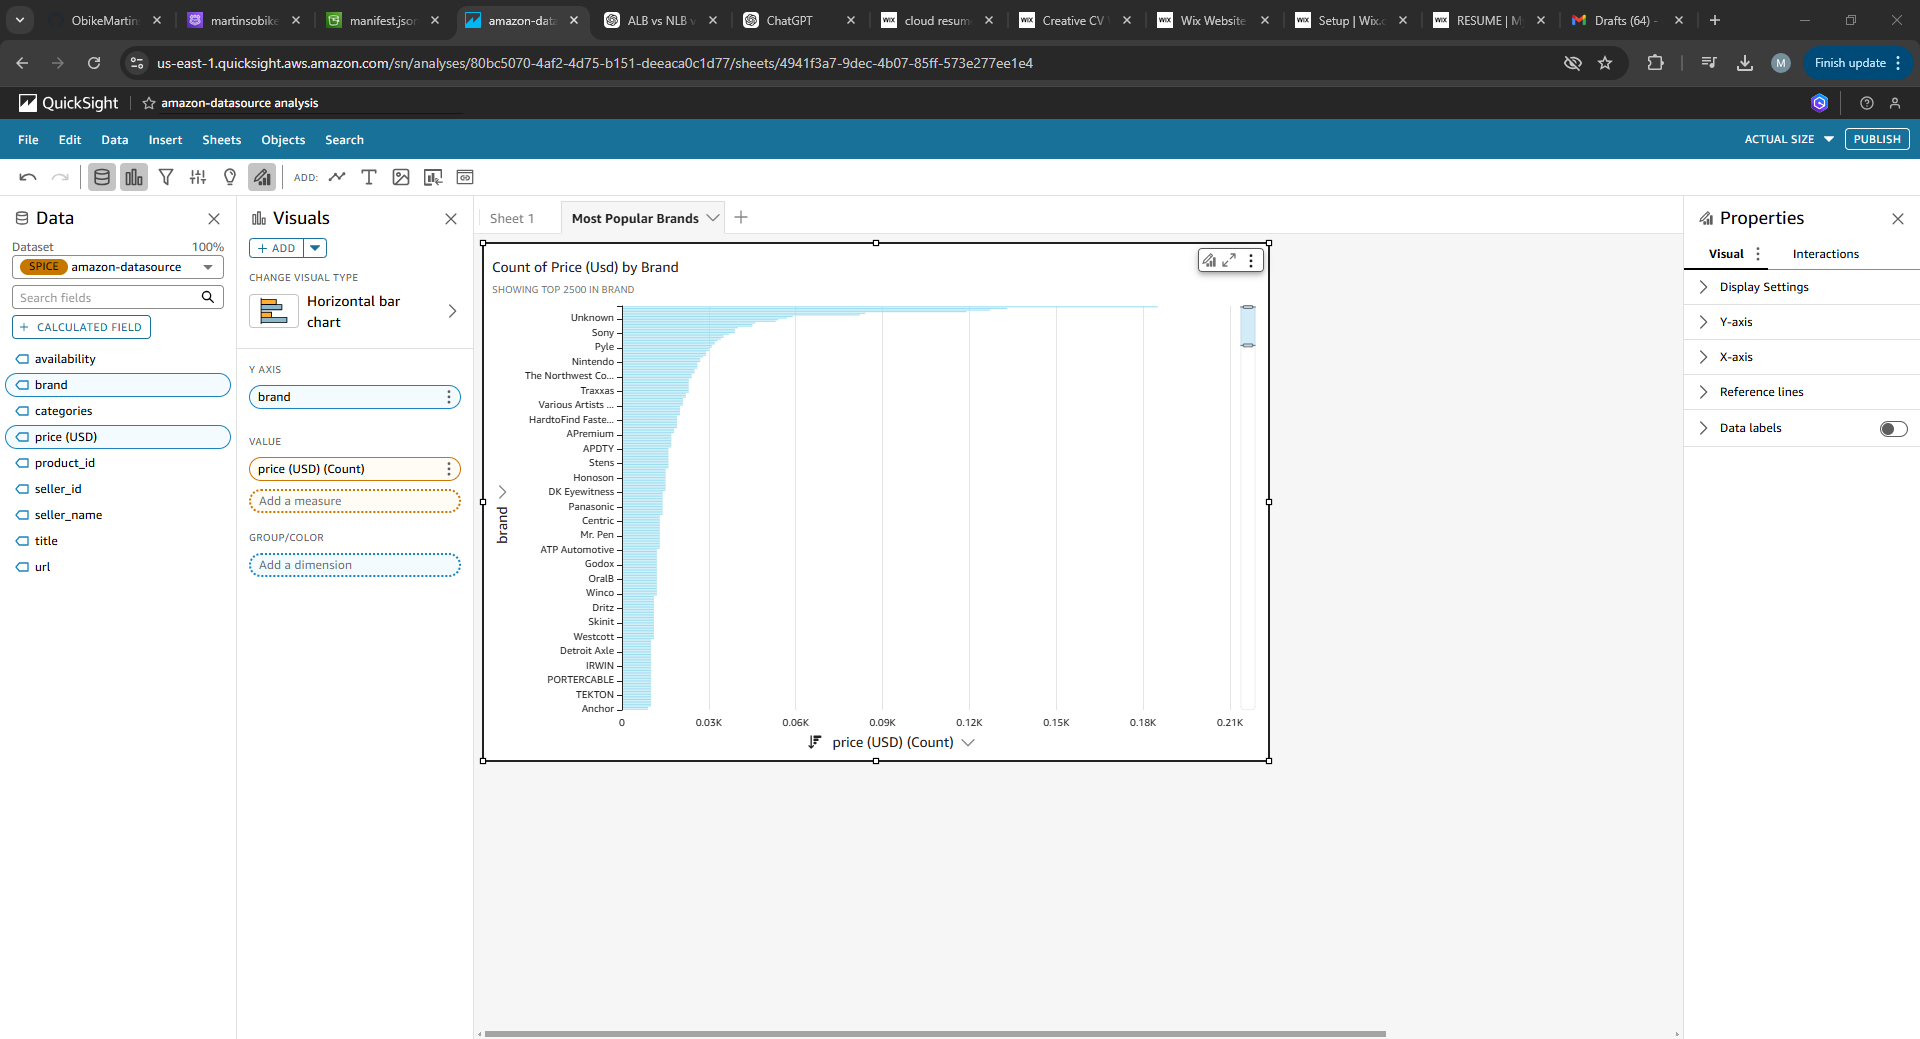 ObikeMartin
martinsobike
manifest.jso
amazon-data
ALB vs NLB v
ChatGPT
cloud resum
Creative CV
Wix Website
Setup | Wix.c
RESUME | M
Drafts (64) -
us-east-1.quicksight.aws.amazon.com/sn/analyses/80bc5070-4af2-4d75-b151-deeaca0c1d77/sheets/4941f3a7-9dec-4b07-85ff-573e277ee1e4
M
Finish update
QuickSight
amazon-datasource analysis
File Edit Data Insert Sheets Objects Search
ACTUAL SIZE
PUBLISH
ADD:
Data
Dataset 100%
SPICE amazon-datasource
Search fields
+ CALCULATED FIELD
availability
brand
categories
price (USD)
product_id
seller_id
seller_name
title
url
Visuals
+ ADD
CHANGE VISUAL TYPE
Horizontal bar
chart
Y AXIS
brand
VALUE
price (USD) (Count)
Add a measure
GROUP/COLOR
Add a dimension
Sheet 1
Most Popular Brands
Count of Price (Usd) by Brand
SHOWING TOP 2500 IN BRAND
Unknown
Sony
Pyle
Nintendo
The Northwest Co...
Traxxas
Various Artists ...
HardtoFind Faste...
APremium
APDTY
Stens
Honoson
DK Eyewitness
Panasonic
Centric
Mr. Pen
ATP Automotive
Godox
OralB
Winco
Dritz
Skinit
Westcott
Detroit Axle
IRWIN
PORTERCABLE
TEKTON
Anchor
brand
0 0.03K 0.06K 0.09K 0.12K 0.15K 0.18K 0.21K
price (USD) (Count)
Properties
Visual
Interactions
Display Settings
Y-axis
X-axis
Reference lines
Data labels